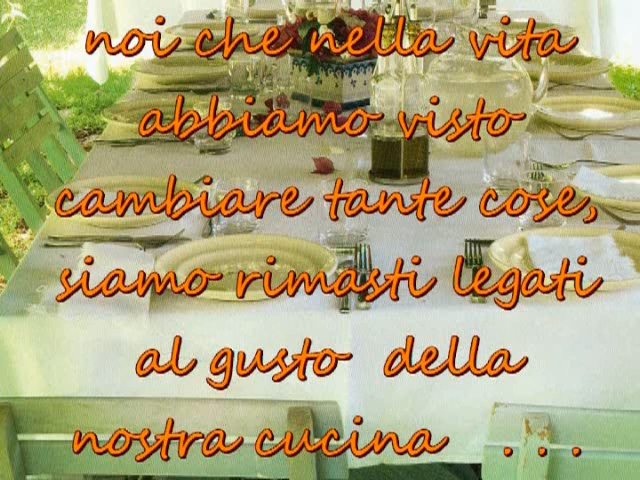 noi che nella vita
abbiamo visto
cambiare tante cose,
siamo rimasti legati
al gusto della
nostra cucina . . .